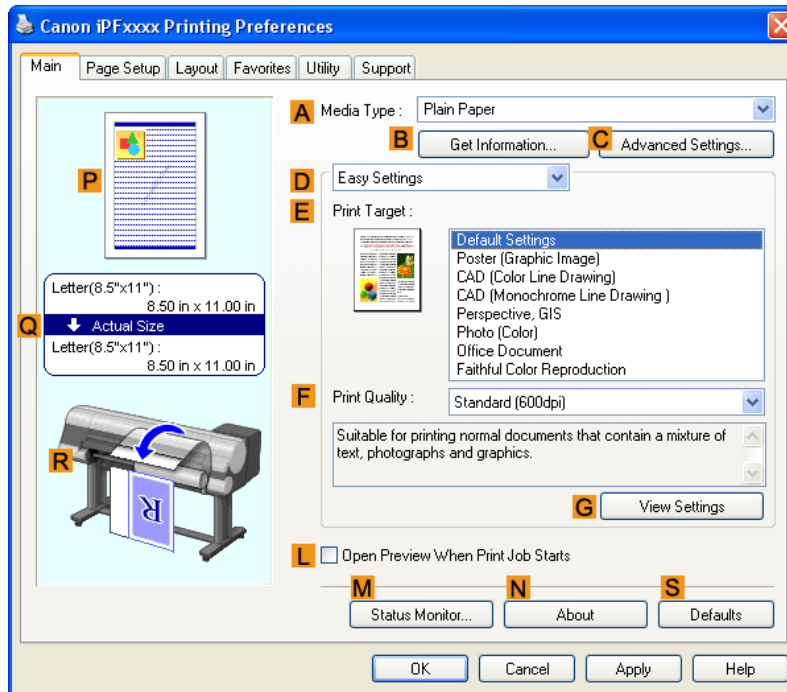 Canon iPFxxxx Printing Preferences
Main Page Setup Layout Favorites Utility Support
A Media Type : Plain Paper
B Get Information... C Advanced Settings...
P
D Easy Settings
E Print Target :
Default Settings
Poster (Graphic Image)
CAD (Color Line Drawing)
CAD (Monochrome Line Drawing )
Perspective, GIS
Photo (Color)
Office Document
Faithful Color Reproduction
Letter(8.5"x11") :
8.50 in x 11.00 in
Q Actual Size
Letter(8.5"x11") :
8.50 in x 11.00 in
F Print Quality : Standard (600dpi)
Suitable for printing normal documents that contain a mixture of
text, photographs and graphics.
R
R
G View Settings
L Open Preview When Print Job Starts
M N S
Status Monitor... About Defaults
OK Cancel Apply Help